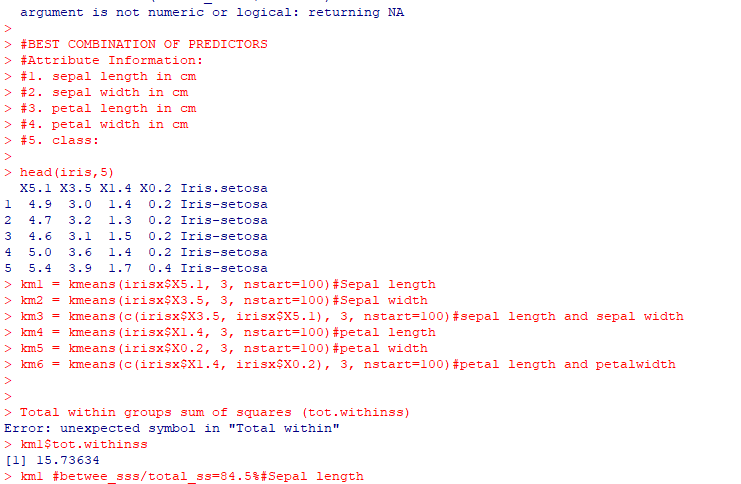 argument is not numeric or logical: returning NA
>
> #BEST COMBINATION OF PREDICTORS
> #Attribute Information:
> #1. sepal length in cm
> #2. sepal width in cm
> #3. petal length in cm
> #4. petal width in cm
> #5. class:
>
> head(iris,5)
X5.1 X3.5 X1.4 X0.2 Iris.setosa
1 4.9 3.0 1.4 0.2 Iris-setosa
2 4.7 3.2 1.3 0.2 Iris-setosa
3 4.6 3.1 1.5 0.2 Iris-setosa
4 5.0 3.6 1.4 0.2 Iris-setosa
5 5.4 3.9 1.7 0.4 Iris-setosa
> km1 = kmeans(irisx$X5.1, 3, nstart=100)#Sepal length
> km2 = kmeans(irisx$X3.5, 3, nstart=100)#Sepal width
> km3 = kmeans(c(irisx$X3.5, irisx$X5.1), 3, nstart=100)#sepal length and sepal width
> km4 = kmeans(irisx$X1.4, 3, nstart=100)#petal length
> km5 = kmeans(irisx$X0.2, 3, nstart=100)#petal width
> km6 = kmeans(c(irisx$X1.4, irisx$X0.2), 3, nstart=100)#petal length and petalwidth
>
>
> Total within groups sum of squares (tot.withinss)
Error: unexpected symbol in "Total within"
> km1$tot.withinss
[1] 15.73634
> km1 #betwee_sss/total_ss=84.5%#Sepal length